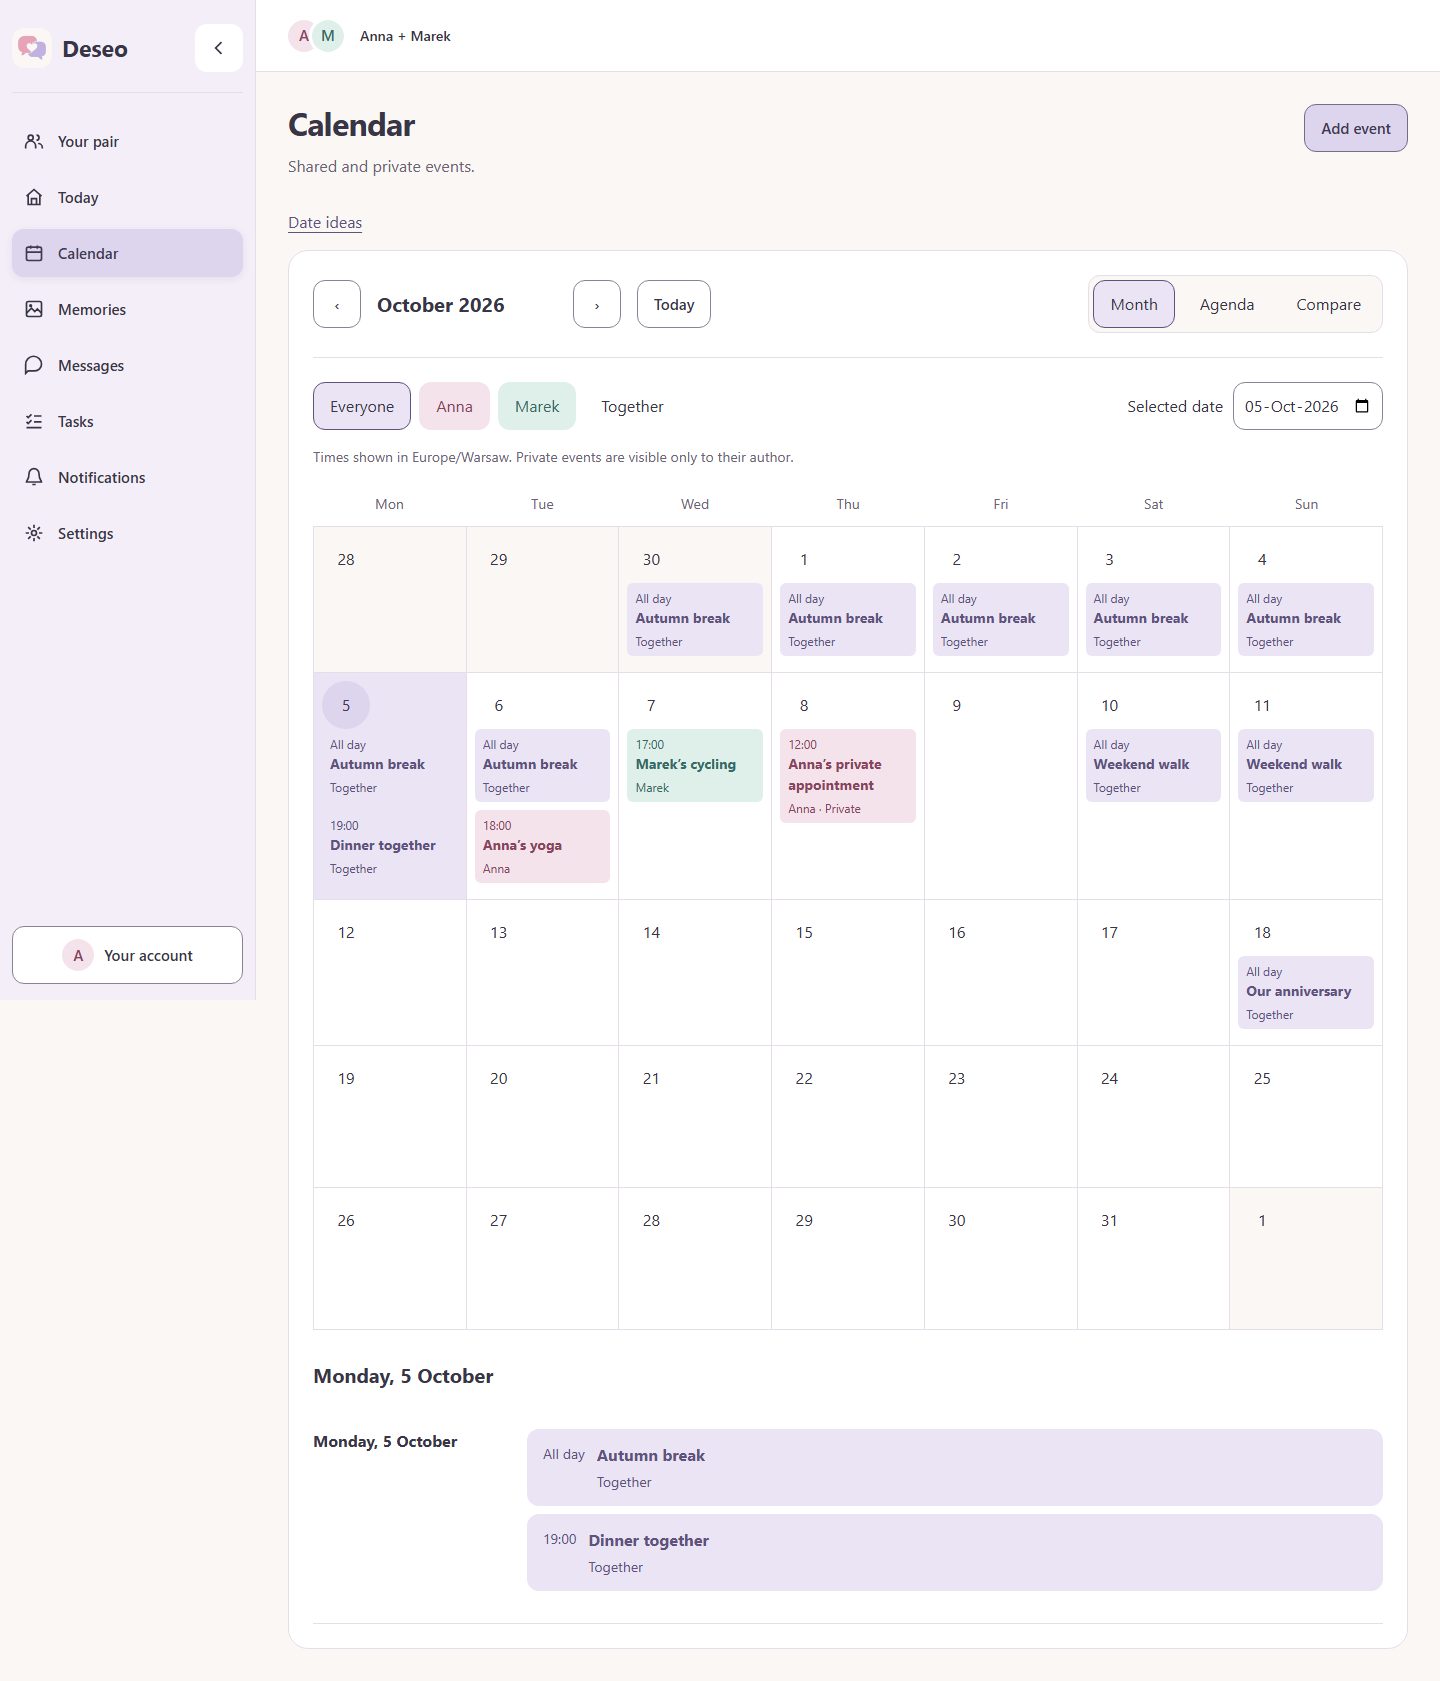 Deseo
Your pair
Today
Calendar
Memories
Messages
Tasks
Notifications
Settings
A Your account
A M Anna + Marek
Calendar
Add event
Shared and private events.
Date ideas
‹ October 2026 › Today Month Agenda Compare
Everyone Anna Marek Together Selected date 05-Oct-2026
Times shown in Europe/Warsaw. Private events are visible only to their author.
Mon Tue Wed Thu Fri Sat Sun
28 29 30 1 2 3 4
All day All day All day All day All day
Autumn break Autumn break Autumn break Autumn break Autumn break
Together Together Together Together Together
5 6 7 8 9 10 11
All day All day 17:00 12:00 All day All day
Autumn break Autumn break Marek's cycling Anna's private Weekend walk Weekend walk
appointment
Together Together Marek Together Together
Anna · Private
19:00 18:00
Dinner together Anna's yoga
Together Anna
12 13 14 15 16 17 18
All day
Our anniversary
Together
19 20 21 22 23 24 25
26 27 28 29 30 31 1
Monday, 5 October
Monday, 5 October
All day Autumn break
Together
19:00 Dinner together
Together